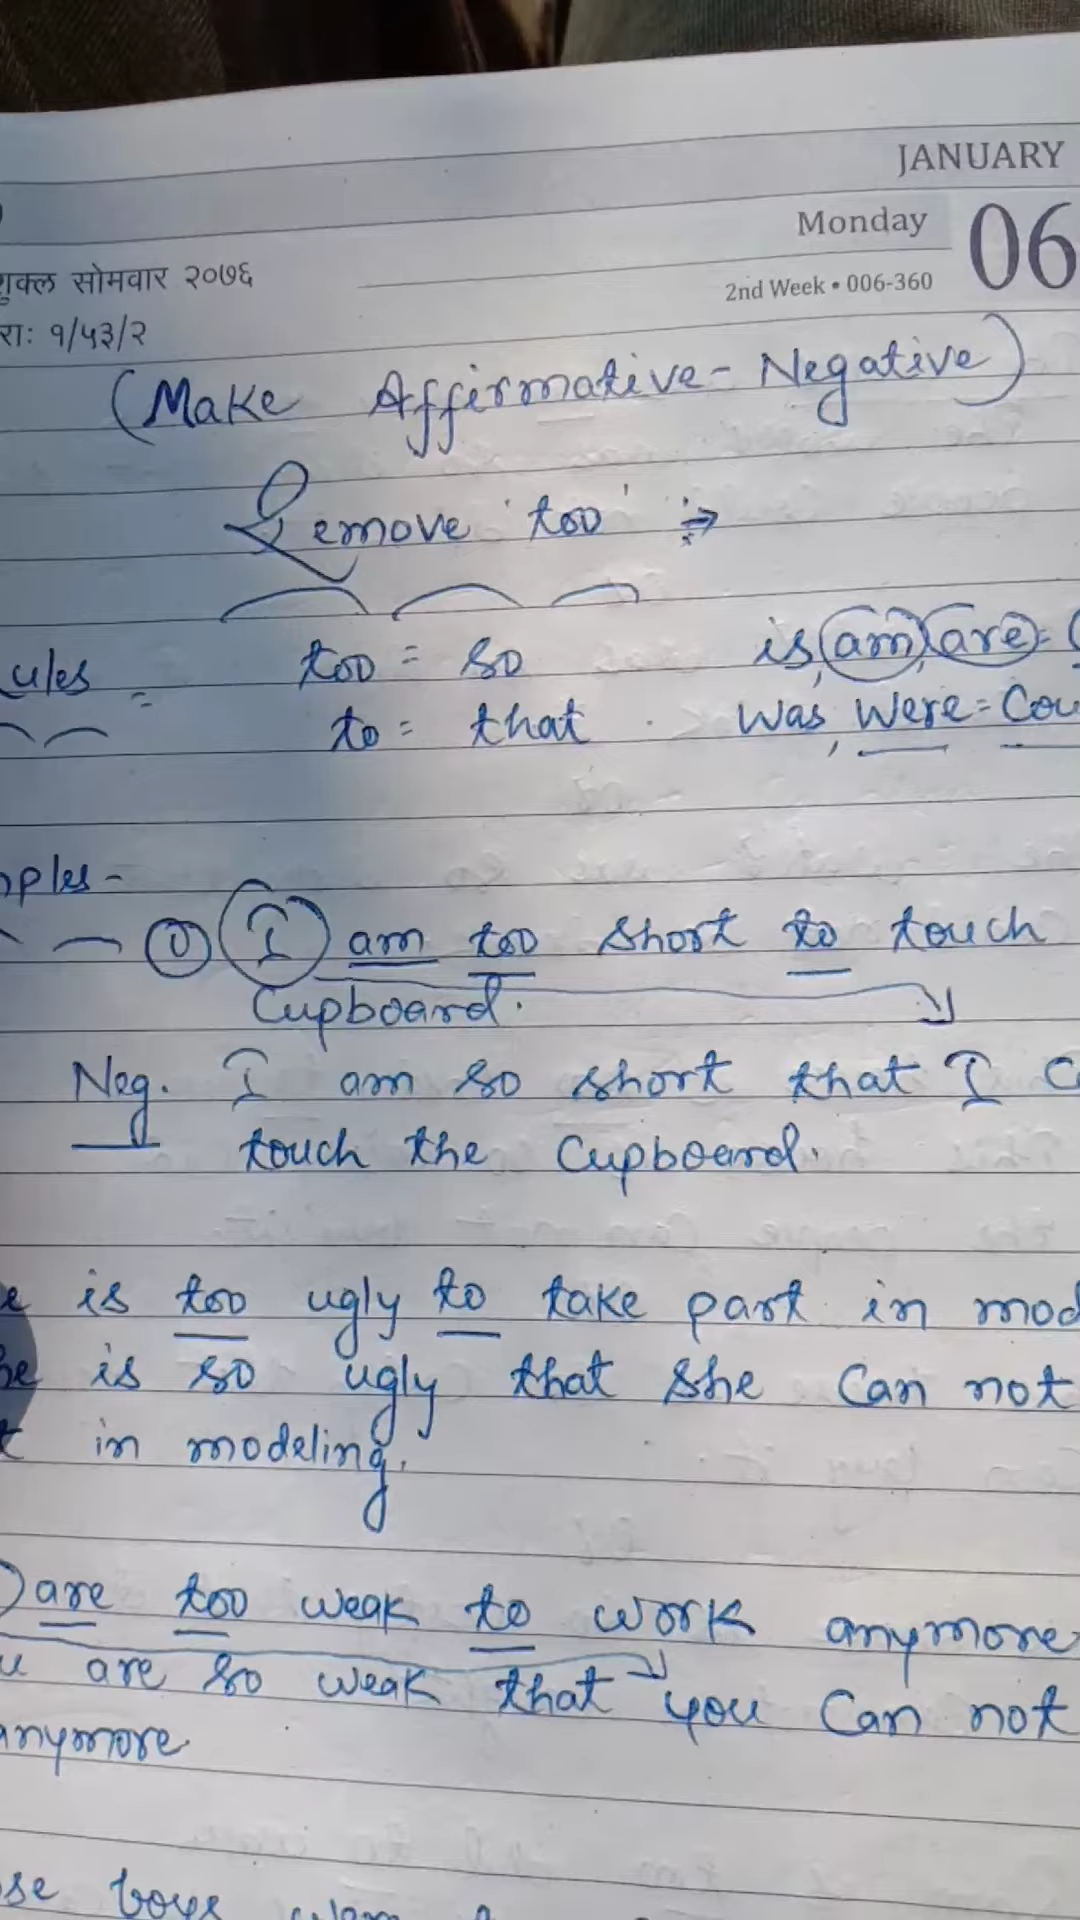 JANUARY
Monday 06
शुक्ल सोमवार २०७६
2nd Week • 006-360
राः १/५३/२
(Make Affirmative - Negative)
Remove 'too' :→
ules = too = so is, am, are =
to = that was, were = Cou
ples -
① I am too short to touch
Cupboard.
Neg. I am so short that I C
touch the Cupboard.
e is too ugly to take part in mod
he is so ugly that she Can not
t in modeling.
are too weak to work anymore
u are so weak that you Can not
anymore
se boys